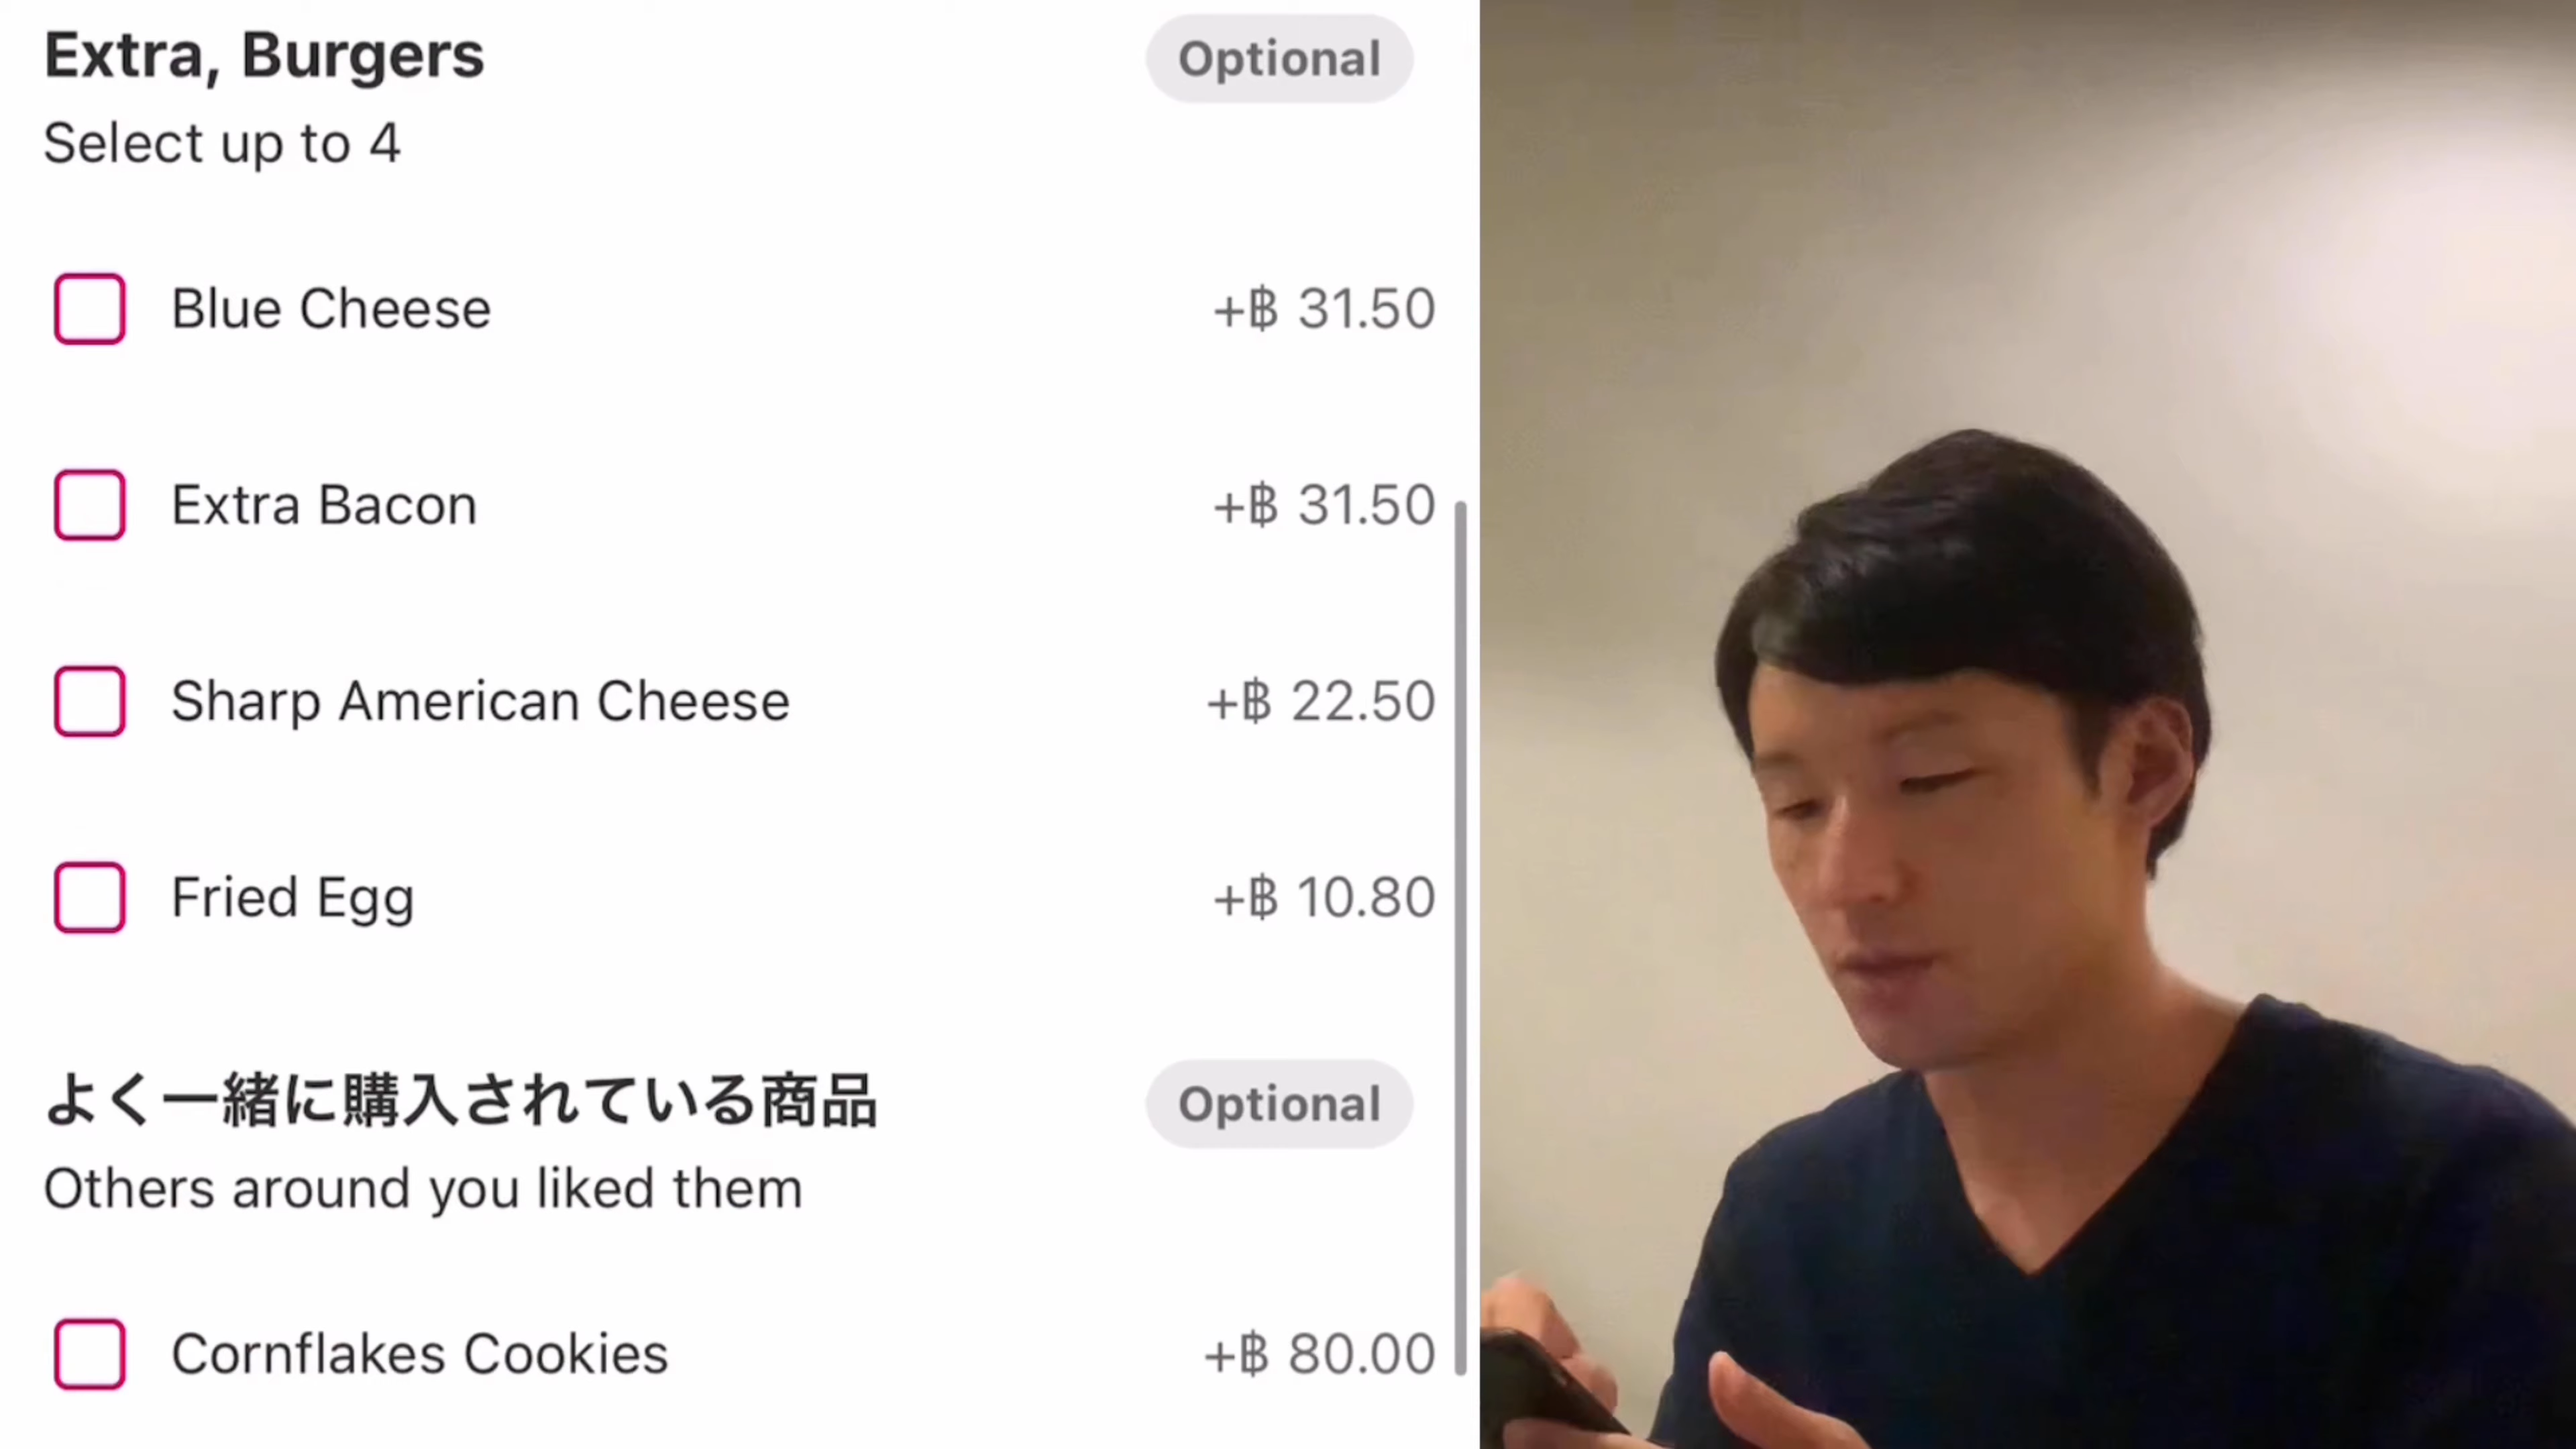 Extra, Burgers
Optional
Select up to 4
Blue Cheese +฿ 31.50
Extra Bacon +฿ 31.50
Sharp American Cheese +฿ 22.50
Fried Egg +฿ 10.80
よく一緒に購入されている商品
Optional
Others around you liked them
Cornflakes Cookies +฿ 80.00